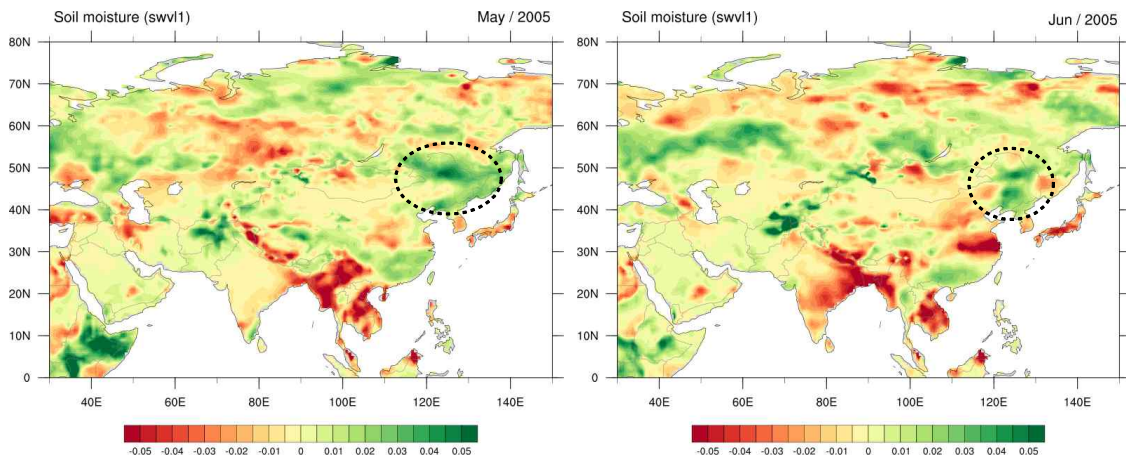 Soil moisture (swvl1) May / 2005
80N
70N
60N
50N
40N
30N
20N
10N
0
40E 60E 80E 100E 120E 140E
-0.05 -0.04 -0.03 -0.02 -0.01 0 0.01 0.02 0.03 0.04 0.05
Soil moisture (swvl1) Jun / 2005
80N
70N
60N
50N
40N
30N
20N
10N
0
40E 60E 80E 100E 120E 140E
-0.05 -0.04 -0.03 -0.02 -0.01 0 0.01 0.02 0.03 0.04 0.05